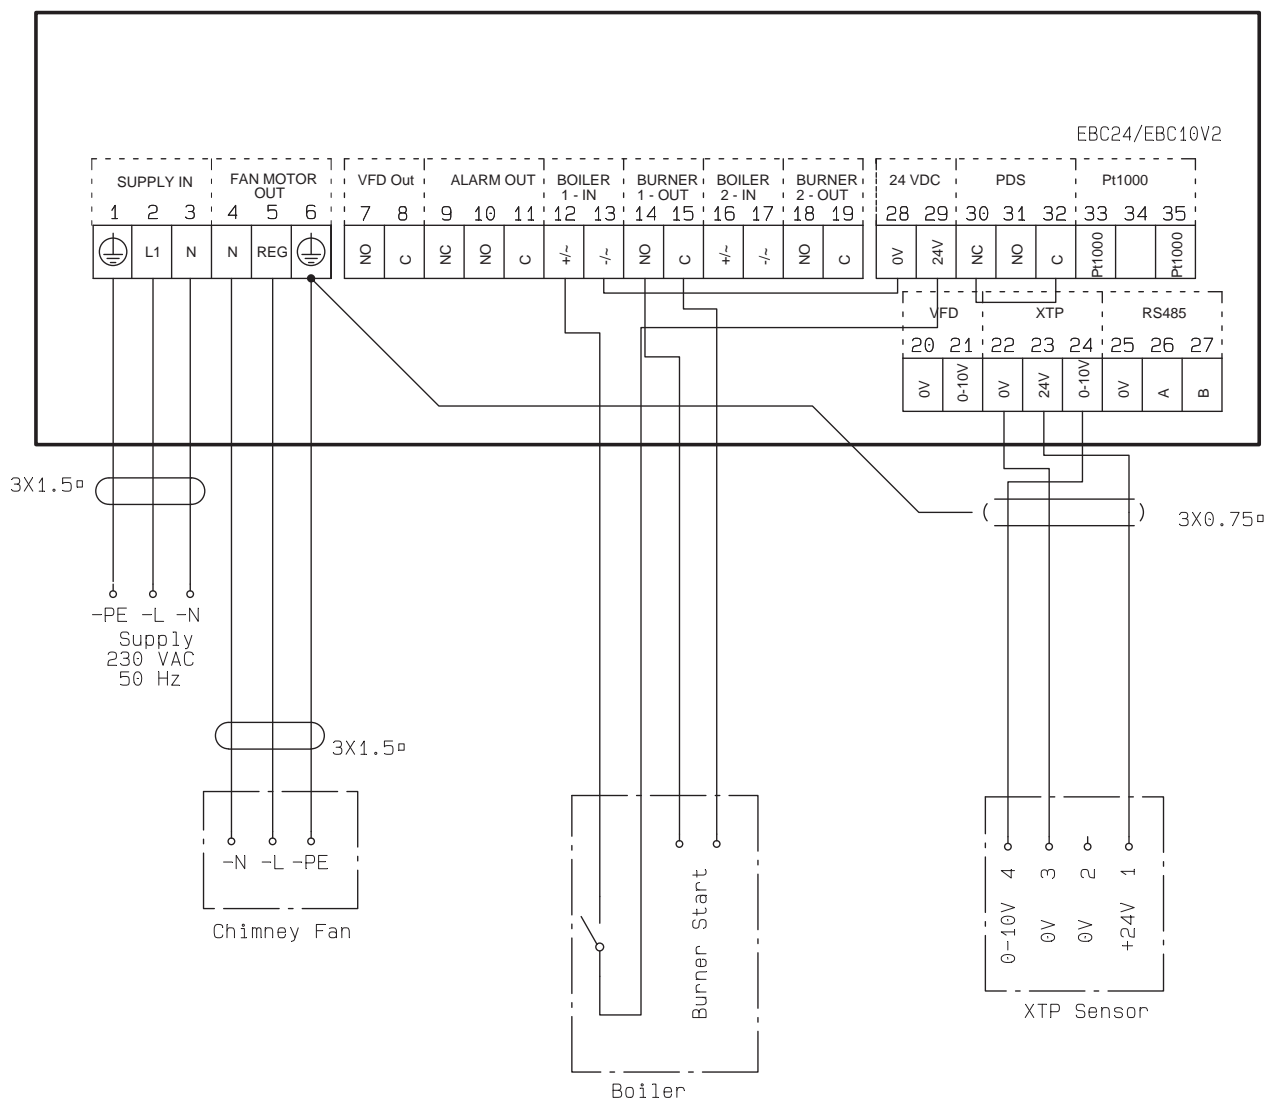 EBC24/EBC10V2
SUPPLY IN
FAN MOTOR
OUT
VFD Out
ALARM OUT
BOILER
1 - IN
BURNER
1 - OUT
BOILER
2 - IN
BURNER
2 - OUT
24 VDC
PDS
Pt1000
1 2 3 4 5 6 7 8 9 10 11 12 13 14 15 16 17 18 19 28 29 30 31 32 33 34 35
L1 N N REG NO C NC NO C +/~ -/~ NO C +/~ -/~ NO C 0V 24V NC NO C Pt1000 Pt1000
VFD XTP RS485
20 21 22 23 24 25 26 27
0V 0-10V 0V 24V 0-10V 0V A B
3X1.5▫
3X0.75▫
-PE -L -N
Supply
230 VAC
50 Hz
3X1.5▫
-N -L -PE
Chimney Fan
Burner Start
Boiler
4 3 2 1
0-10V 0V 0V +24V
XTP Sensor